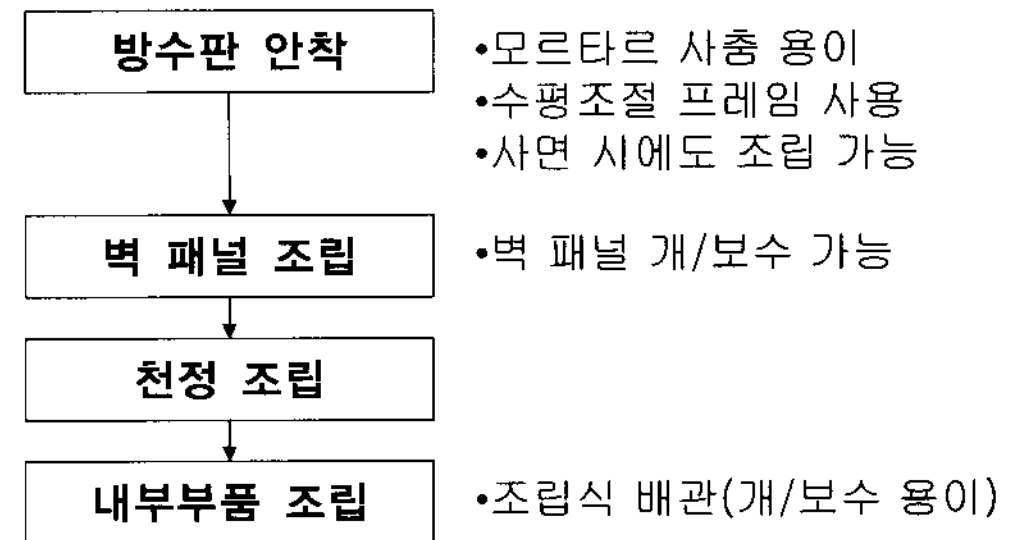 방수판 안착
•모르타르 사춤 용이
•수평조절 프레임 사용
•사면 시에도 조립 가능
벽 패널 조립
•벽 패널 개/보수 가능
천정 조립
내부부품 조립
•조립식 배관(개/보수 용이)